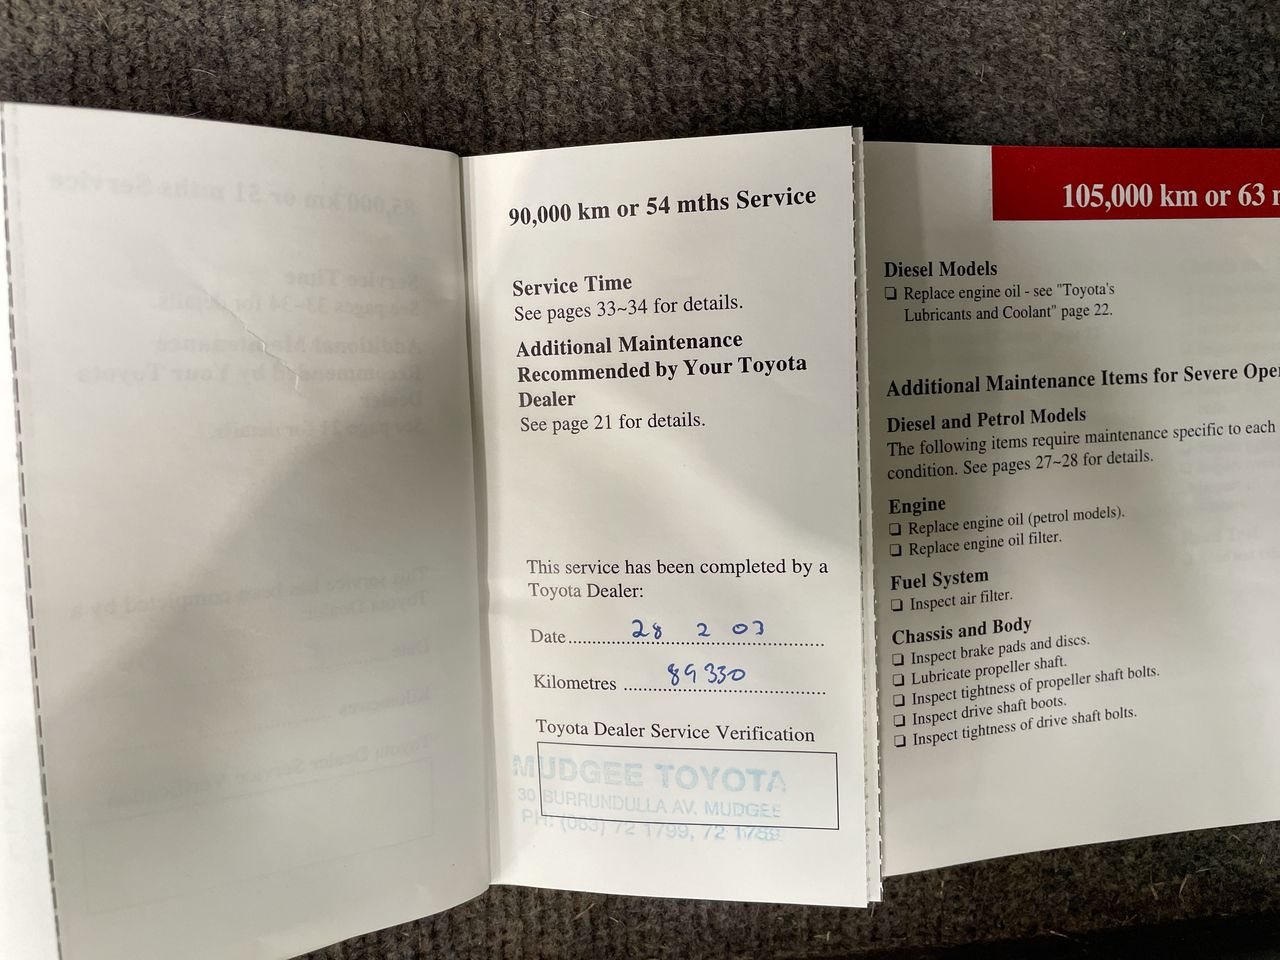 90,000 km or 54 mths Service
Service Time
See pages 33~34 for details.
Additional Maintenance
Recommended by Your Toyota
Dealer
See page 21 for details.
This service has been completed by a
Toyota Dealer:
Date 28 2 03
Kilometres 89330
Toyota Dealer Service Verification
MUDGEE TOYOTA
30 BURRUNDULLA AV. MUDGEE
PH: (063) 72 1799, 72 1789
105,000 km or 63
Diesel Models
❑ Replace engine oil - see "Toyota's
Lubricants and Coolant" page 22.
Additional Maintenance Items for Severe Ope
Diesel and Petrol Models
The following items require maintenance specific to each
condition. See pages 27~28 for details.
Engine
❑ Replace engine oil (petrol models).
❑ Replace engine oil filter.
Fuel System
❑ Inspect air filter.
Chassis and Body
❑ Inspect brake pads and discs.
❑ Lubricate propeller shaft.
❑ Inspect tightness of propeller shaft bolts.
❑ Inspect drive shaft boots.
❑ Inspect tightness of drive shaft bolts.